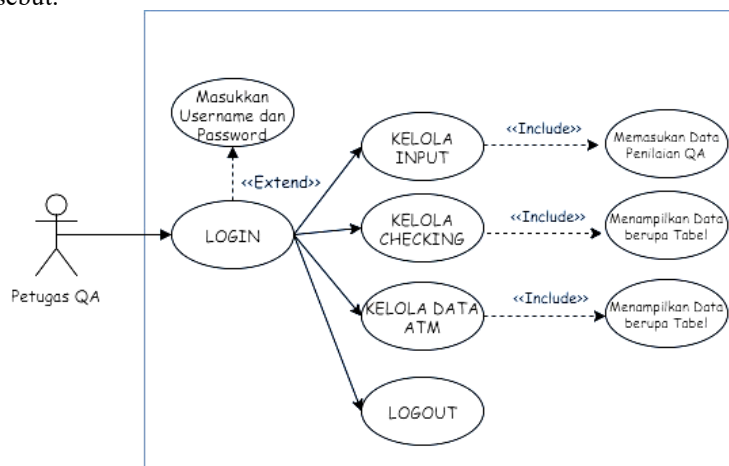 sebut.
Masukkan
Username dan
Password
<<Extend>>
LOGIN
Petugas QA
KELOLA
INPUT
<<Include>>
Memasukan Data
Penilaian QA
KELOLA
CHECKING
<<Include>>
Menampilkan Data
berupa Tabel
KELOLA DATA
ATM
<<Include>>
Menampilkan Data
berupa Tabel
LOGOUT